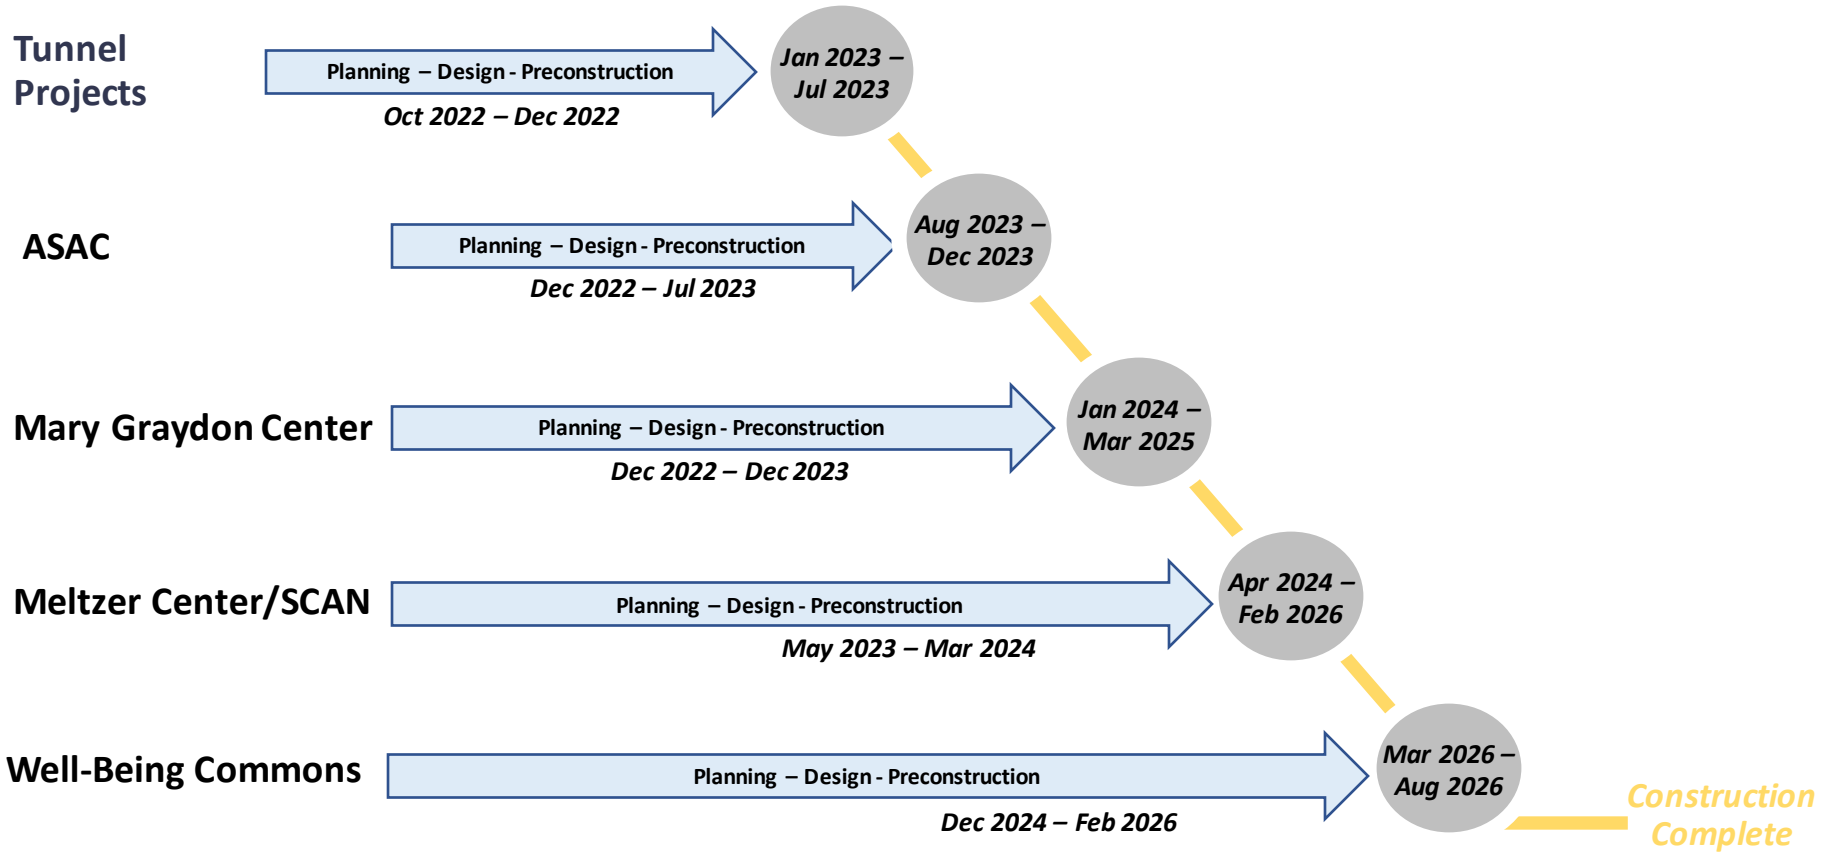 Tunnel
Projects
Planning – Design - Preconstruction
Oct 2022 – Dec 2022
Jan 2023 –
Jul 2023
ASAC
Planning – Design - Preconstruction
Dec 2022 – Jul 2023
Aug 2023 –
Dec 2023
Mary Graydon Center
Planning – Design - Preconstruction
Dec 2022 – Dec 2023
Jan 2024 –
Mar 2025
Meltzer Center/SCAN
Planning – Design - Preconstruction
May 2023 – Mar 2024
Apr 2024 –
Feb 2026
Well-Being Commons
Planning – Design - Preconstruction
Dec 2024 – Feb 2026
Mar 2026 –
Aug 2026
Construction
Complete